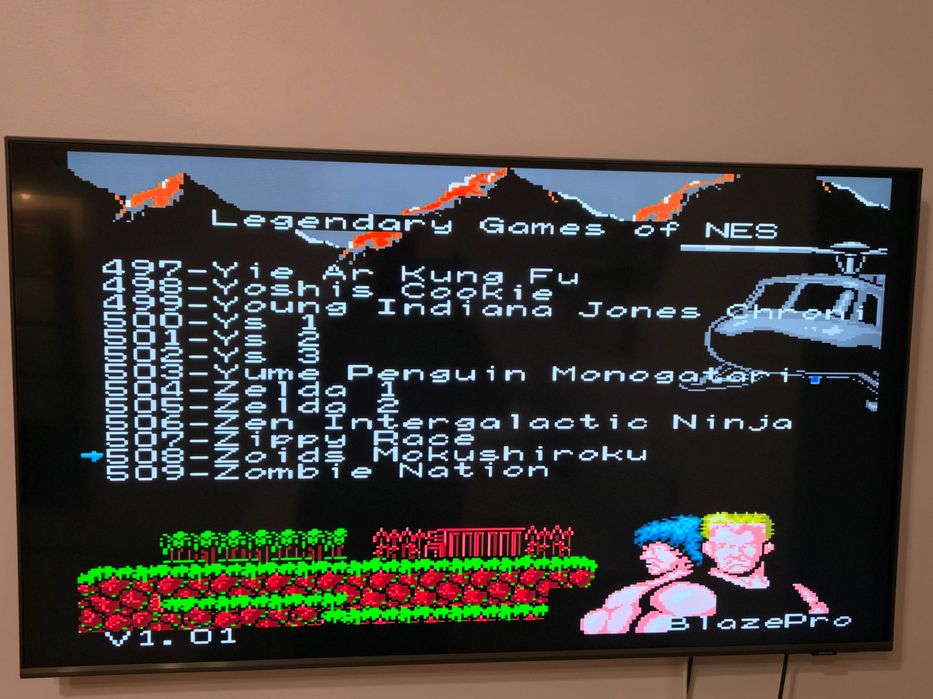 Legendary Games of NES
497-Yie Ar Kung Fu
498-Yoshis Cookie
499-Young Indiana Jones Chroni
500-Ys 1
501-Ys 2
502-Ys 3
503-Yume Penguin Monogatari
504-Zelda 1
505-Zelda 2
506-Zen Intergalactic Ninja
507-Zippy Race
508-Zoids Mokushiroku
509-Zombie Nation
V1.01
BlazePro